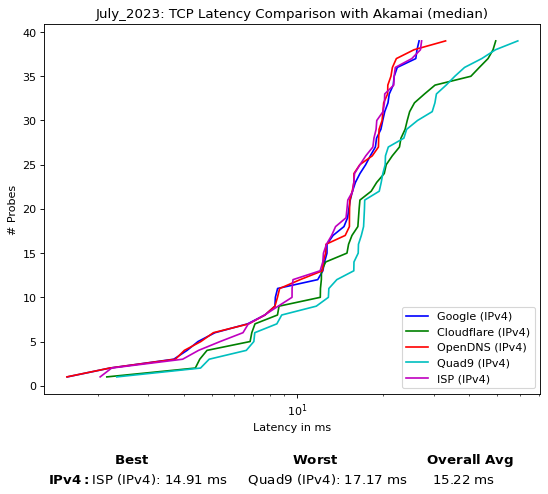 July_2023: TCP Latency Comparison with Akamai (median)
40
35
30
25
20
15
10
5
0
# Probes
Google (IPv4)
Cloudflare (IPv4)
OpenDNS (IPv4)
Quad9 (IPv4)
ISP (IPv4)
10¹
Latency in ms
Best Worst Overall Avg
IPv4: ISP (IPv4): 14.91 ms Quad9 (IPv4): 17.17 ms 15.22 ms